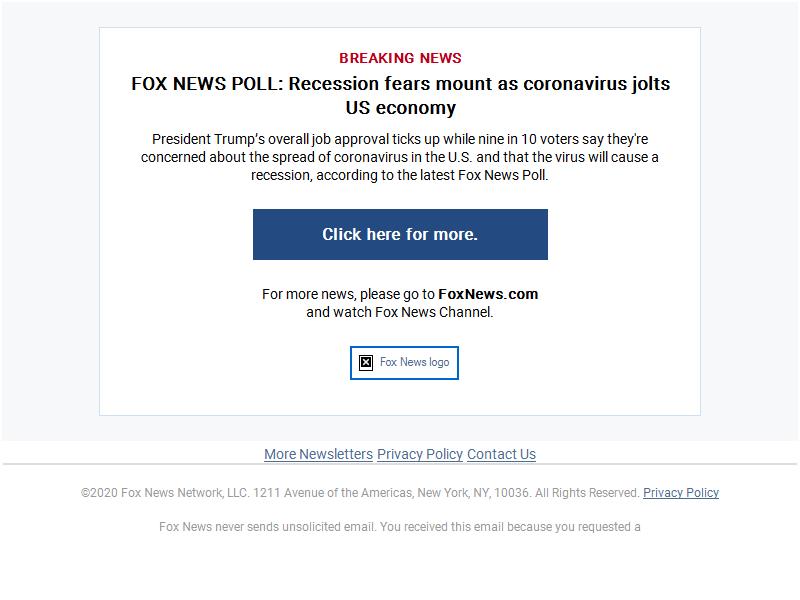 BREAKING NEWS
FOX NEWS POLL: Recession fears mount as coronavirus jolts
US economy
President Trump’s overall job approval ticks up while nine in 10 voters say they're
concerned about the spread of coronavirus in the U.S. and that the virus will cause a
recession, according to the latest Fox News Poll.
Click here for more.
For more news, please go to FoxNews.com
and watch Fox News Channel.
Fox News logo
More Newsletters Privacy Policy Contact Us
©2020 Fox News Network, LLC. 1211 Avenue of the Americas, New York, NY, 10036. All Rights Reserved. Privacy Policy
Fox News never sends unsolicited email. You received this email because you requested a